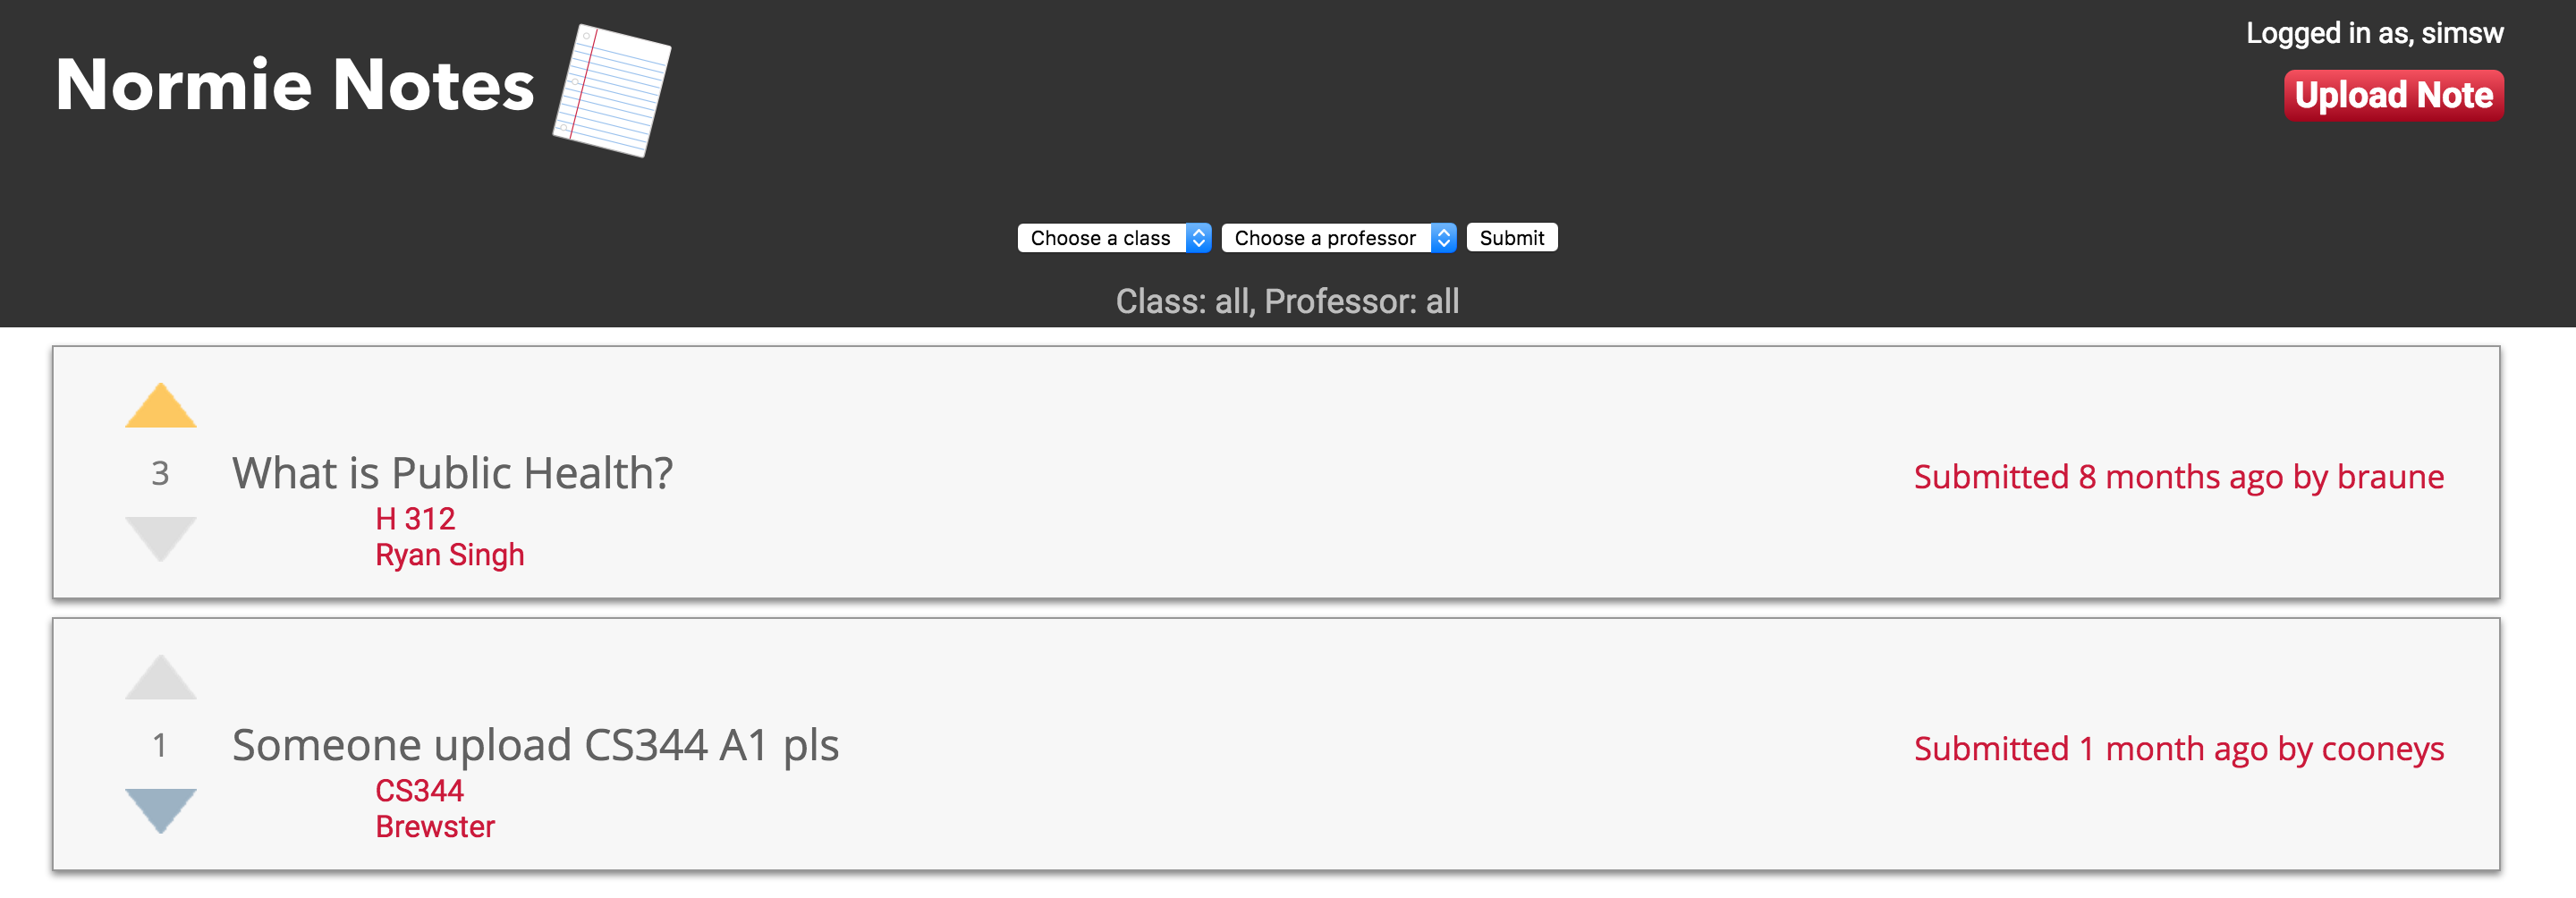 Normie Notes
Logged in as, simsw
Upload Note
Choose a class Choose a professor Submit
Class: all, Professor: all
3 What is Public Health?
H 312
Ryan Singh
Submitted 8 months ago by braune
1 Someone upload CS344 A1 pls
CS344
Brewster
Submitted 1 month ago by cooneys